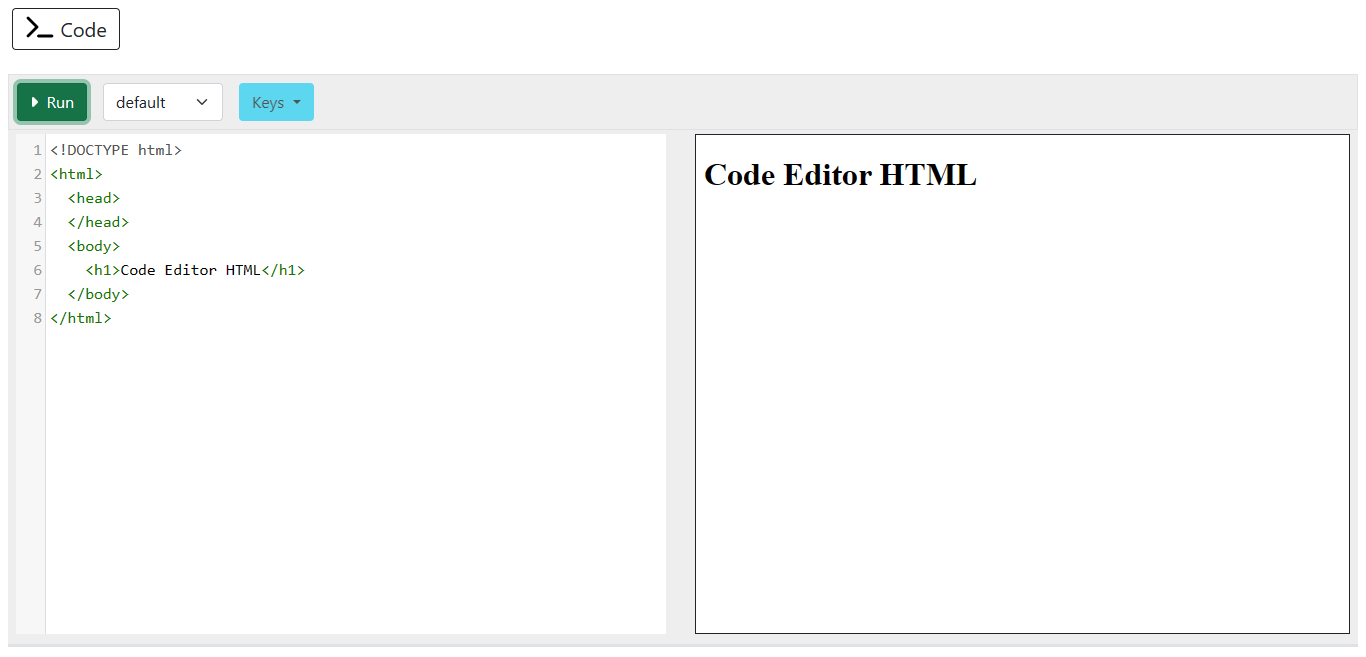 >_ Code
Run default Keys
1 <!DOCTYPE html>
2 <html>
3   <head>
4   </head>
5   <body>
6     <h1>Code Editor HTML</h1>
7   </body>
8 </html>
Code Editor HTML